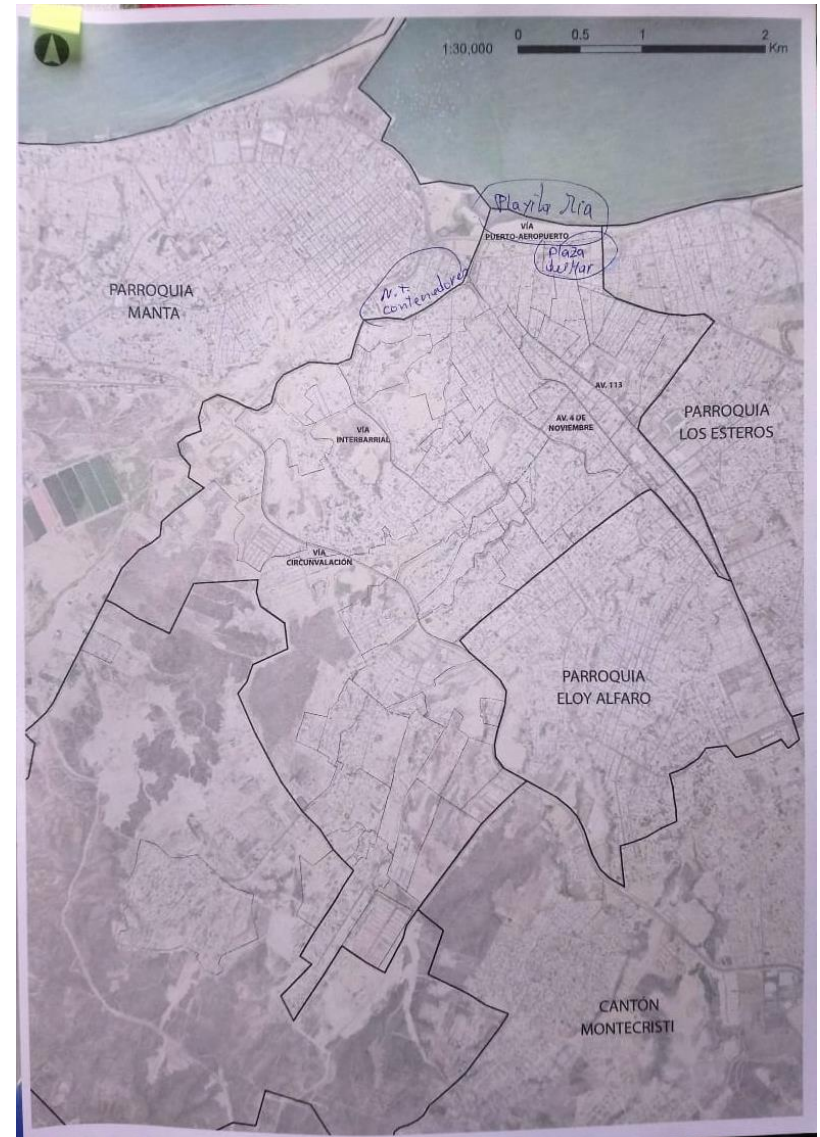 1:30,000
0 0.5 1 2
Km
Playita Mia
VÍA
PUERTO-AEROPUERTO
Plaza
del Mar
N.T.
contenedores
PARROQUIA
MANTA
AV. 113
PARROQUIA
LOS ESTEROS
AV. 4 DE
NOVIEMBRE
VÍA
INTERBARRIAL
VÍA
CIRCUNVALACIÓN
PARROQUIA
ELOY ALFARO
CANTÓN
MONTECRISTI